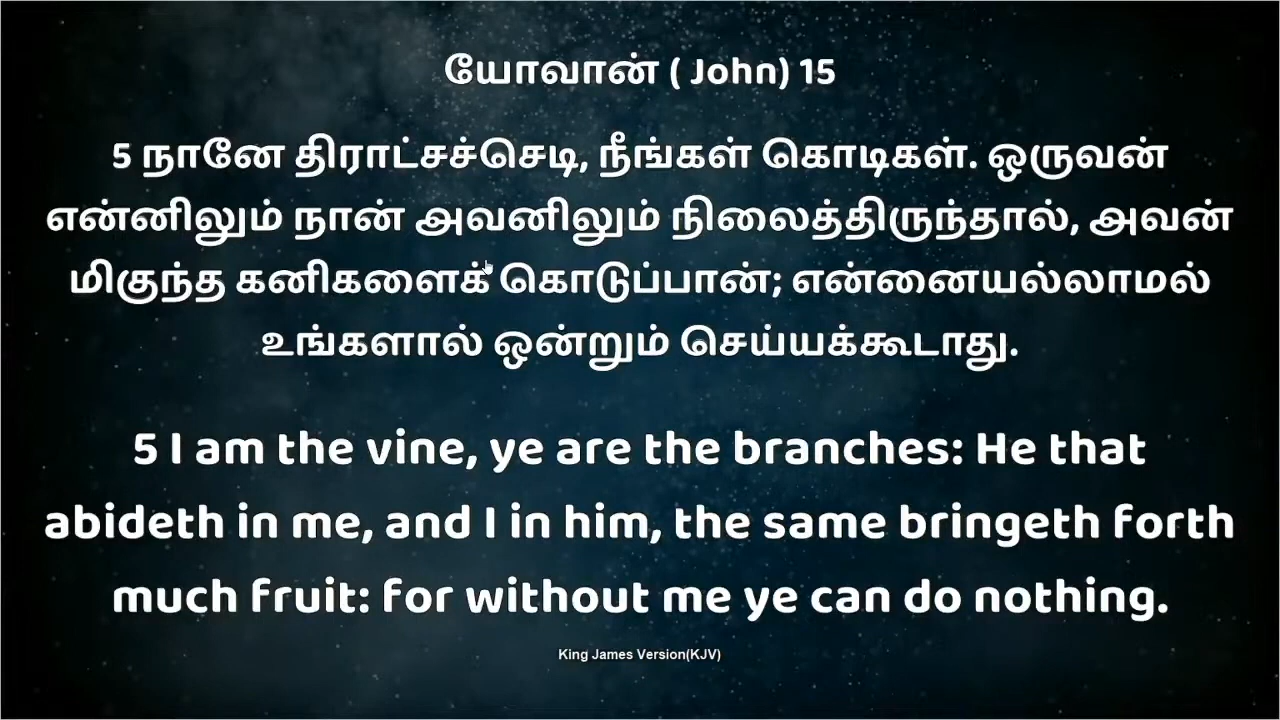 யோவான் ( John) 15
5 நானே திராட்சச்செடி, நீங்கள் கொடிகள். ஒருவன்
என்னிலும் நான் அவனிலும் நிலைத்திருந்தால், அவன்
மிகுந்த கனிகளைக் கொடுப்பான்; என்னையல்லாமல்
உங்களால் ஒன்றும் செய்யக்கூடாது.
5 I am the vine, ye are the branches: He that
abideth in me, and I in him, the same bringeth forth
much fruit: for without me ye can do nothing.
King James Version(KJV)